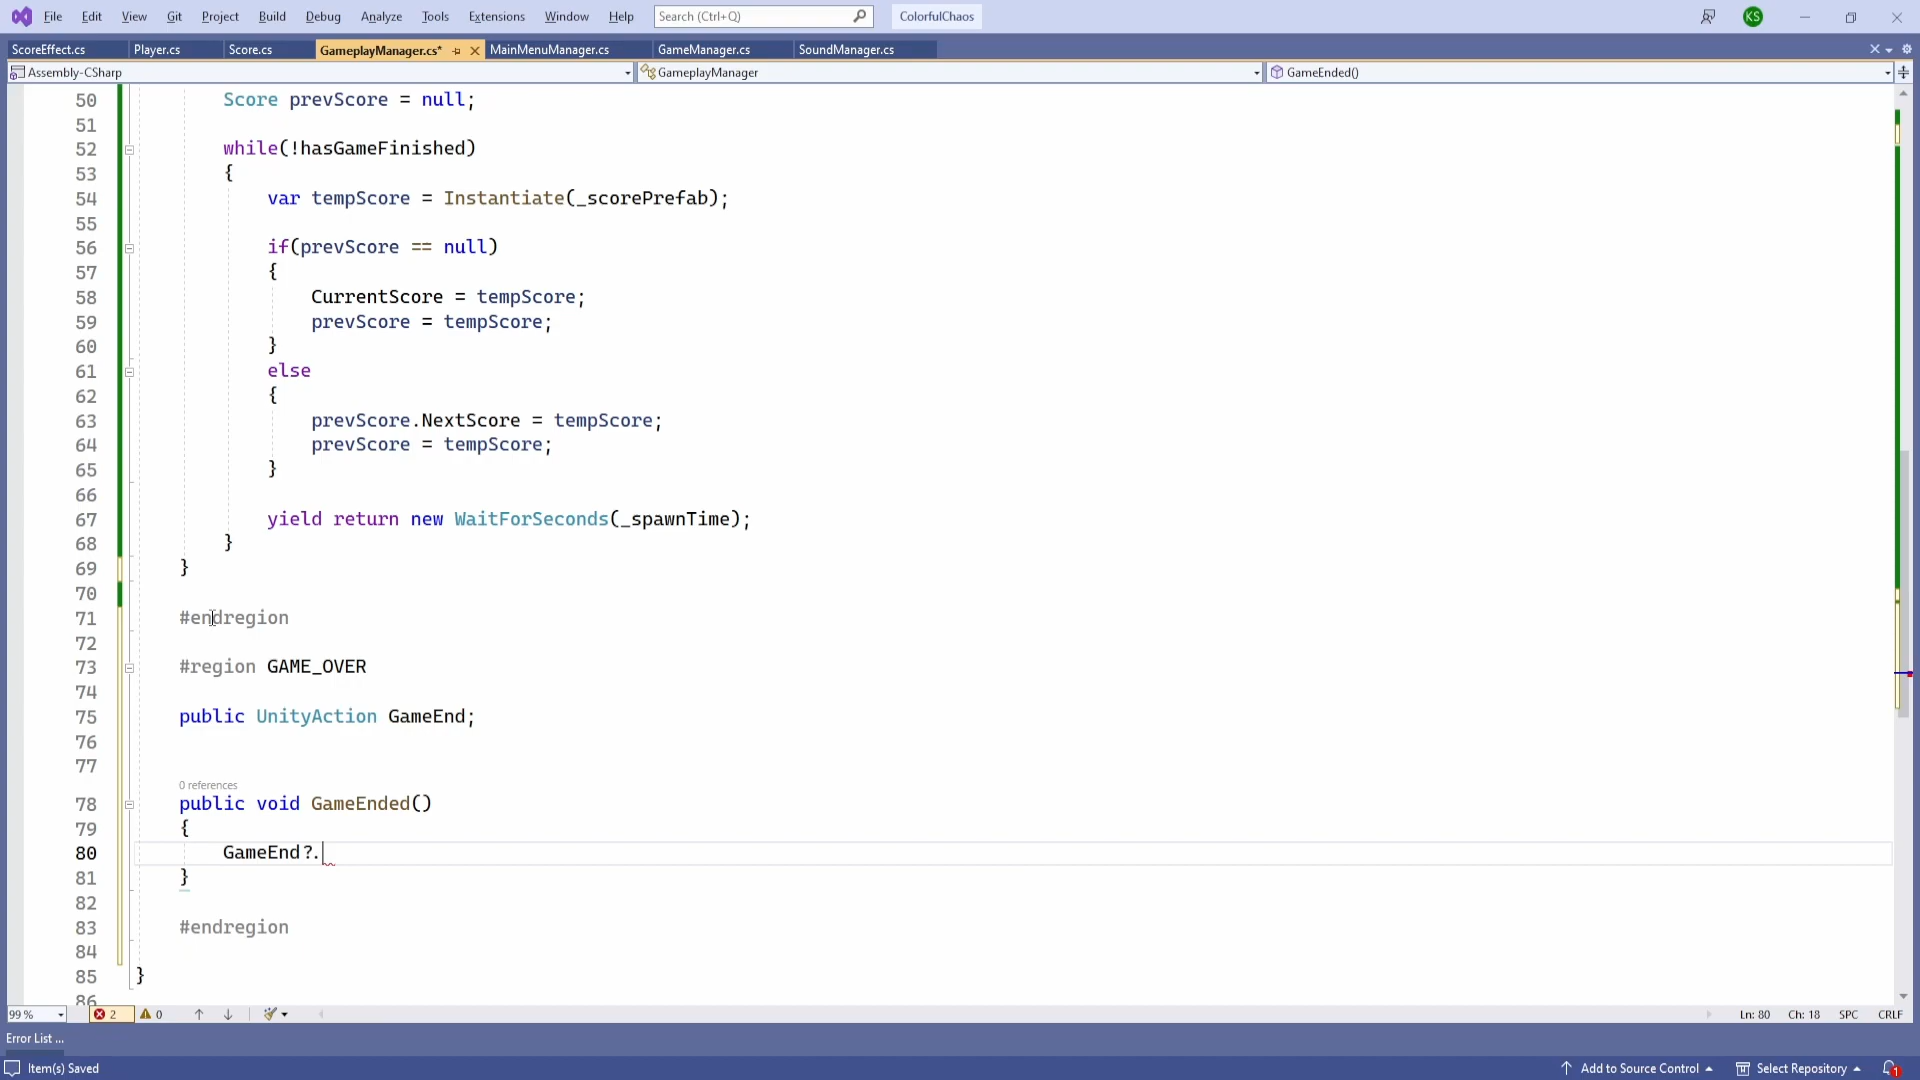 File Edit View Git Project Build Debug Analyze Tools Extensions Window Help Search (Ctrl+Q) ColorfulChaos KS
ScoreEffect.cs Player.cs Score.cs GameplayManager.cs* MainMenuManager.cs GameManager.cs SoundManager.cs
Assembly-CSharp GameplayManager GameEnded()
50 Score prevScore = null;
51
52 while(!hasGameFinished)
53 {
54 var tempScore = Instantiate(_scorePrefab);
55
56 if(prevScore == null)
57 {
58 CurrentScore = tempScore;
59 prevScore = tempScore;
60 }
61 else
62 {
63 prevScore.NextScore = tempScore;
64 prevScore = tempScore;
65 }
66
67 yield return new WaitForSeconds(_spawnTime);
68 }
69 }
70
71 #endregion
72
73 #region GAME_OVER
74
75 public UnityAction GameEnd;
76
77
0 references
78 public void GameEnded()
79 {
80 GameEnd?.
81 }
82
83 #endregion
84
85 }
86
99 % 2 0 Ln: 80 Ch: 18 SPC CRLF
Error List ...
Item(s) Saved Add to Source Control Select Repository 1